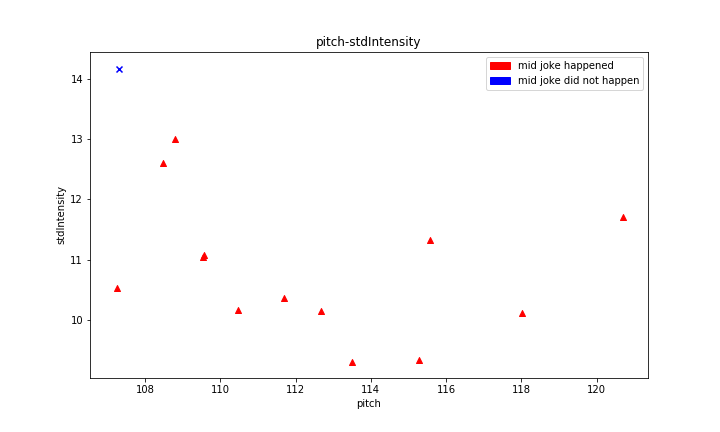 pitch-stdIntensity
mid joke happened
mid joke did not happen
14
13
12
11
10
stdIntensity
108 110 112 114 116 118 120
pitch